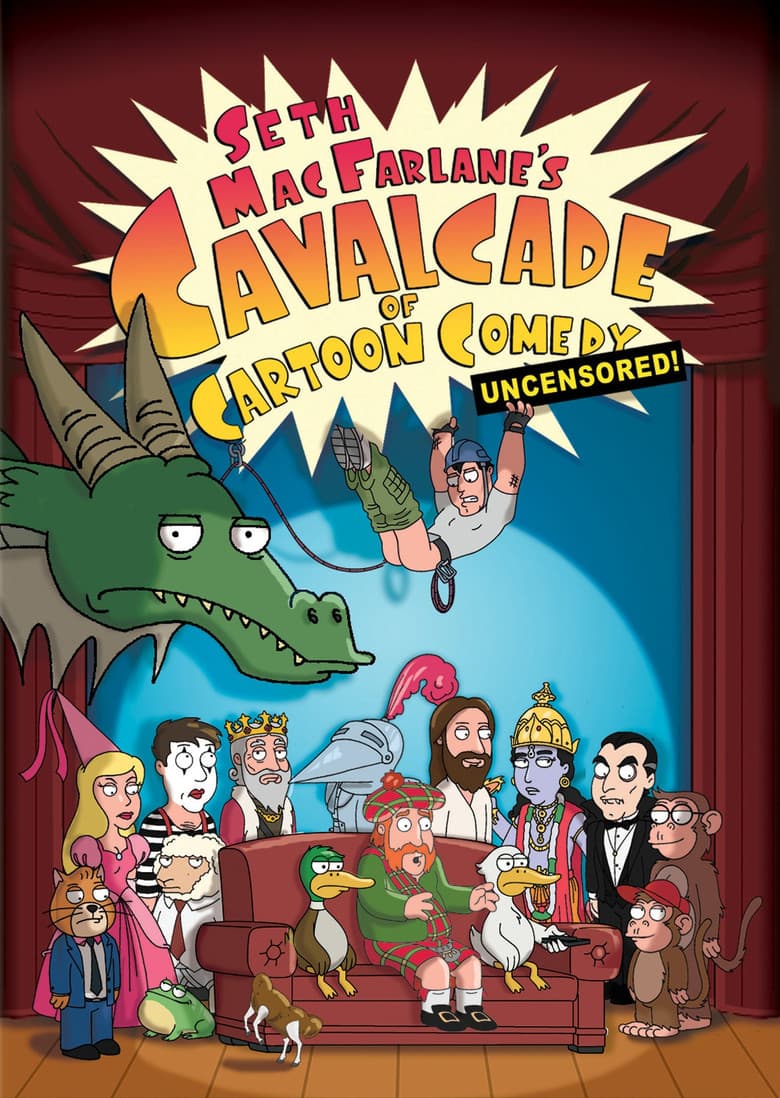 SETH
MACFARLANE'S
CAVALCADE
OF
CARTOON COMEDY
UNCENSORED!